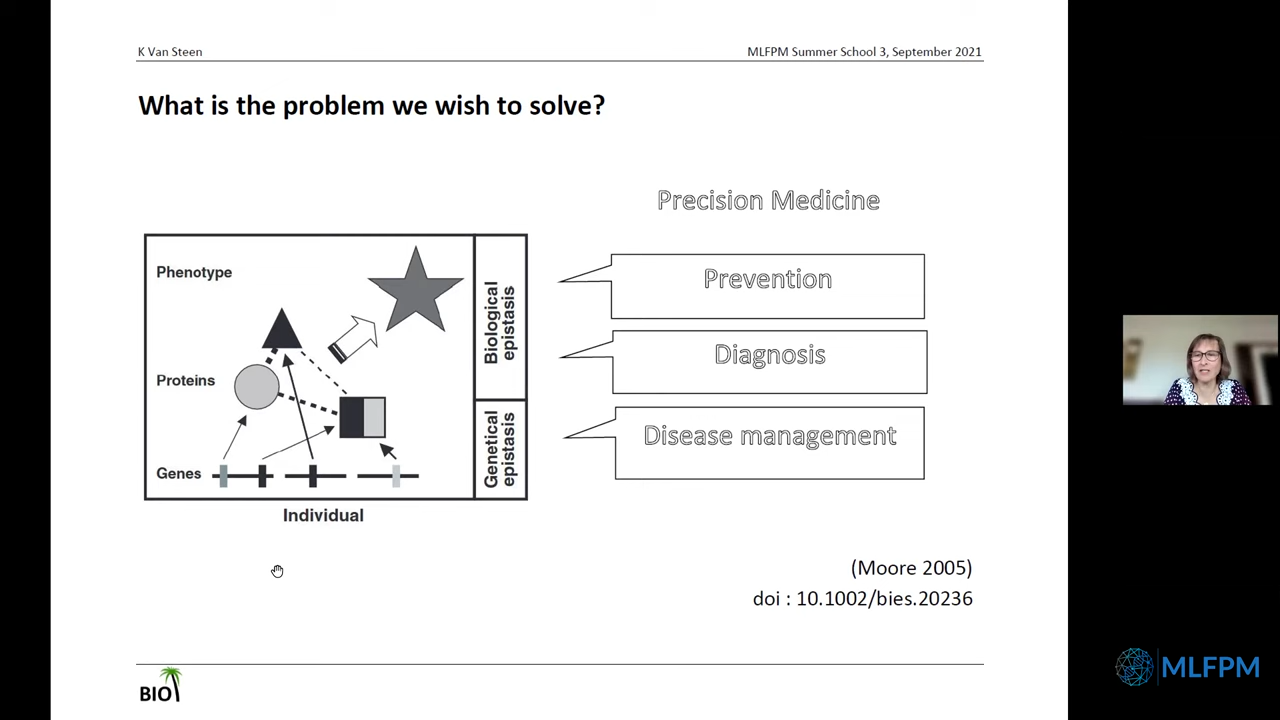 K Van Steen
MLFPM Summer School 3, September 2021
What is the problem we wish to solve?
Precision Medicine
Phenotype
Proteins
Genes
Biological
epistasis
Genetical
epistasis
Individual
Prevention
Diagnosis
Disease management
(Moore 2005)
doi : 10.1002/bies.20236
BIO
MLFPM